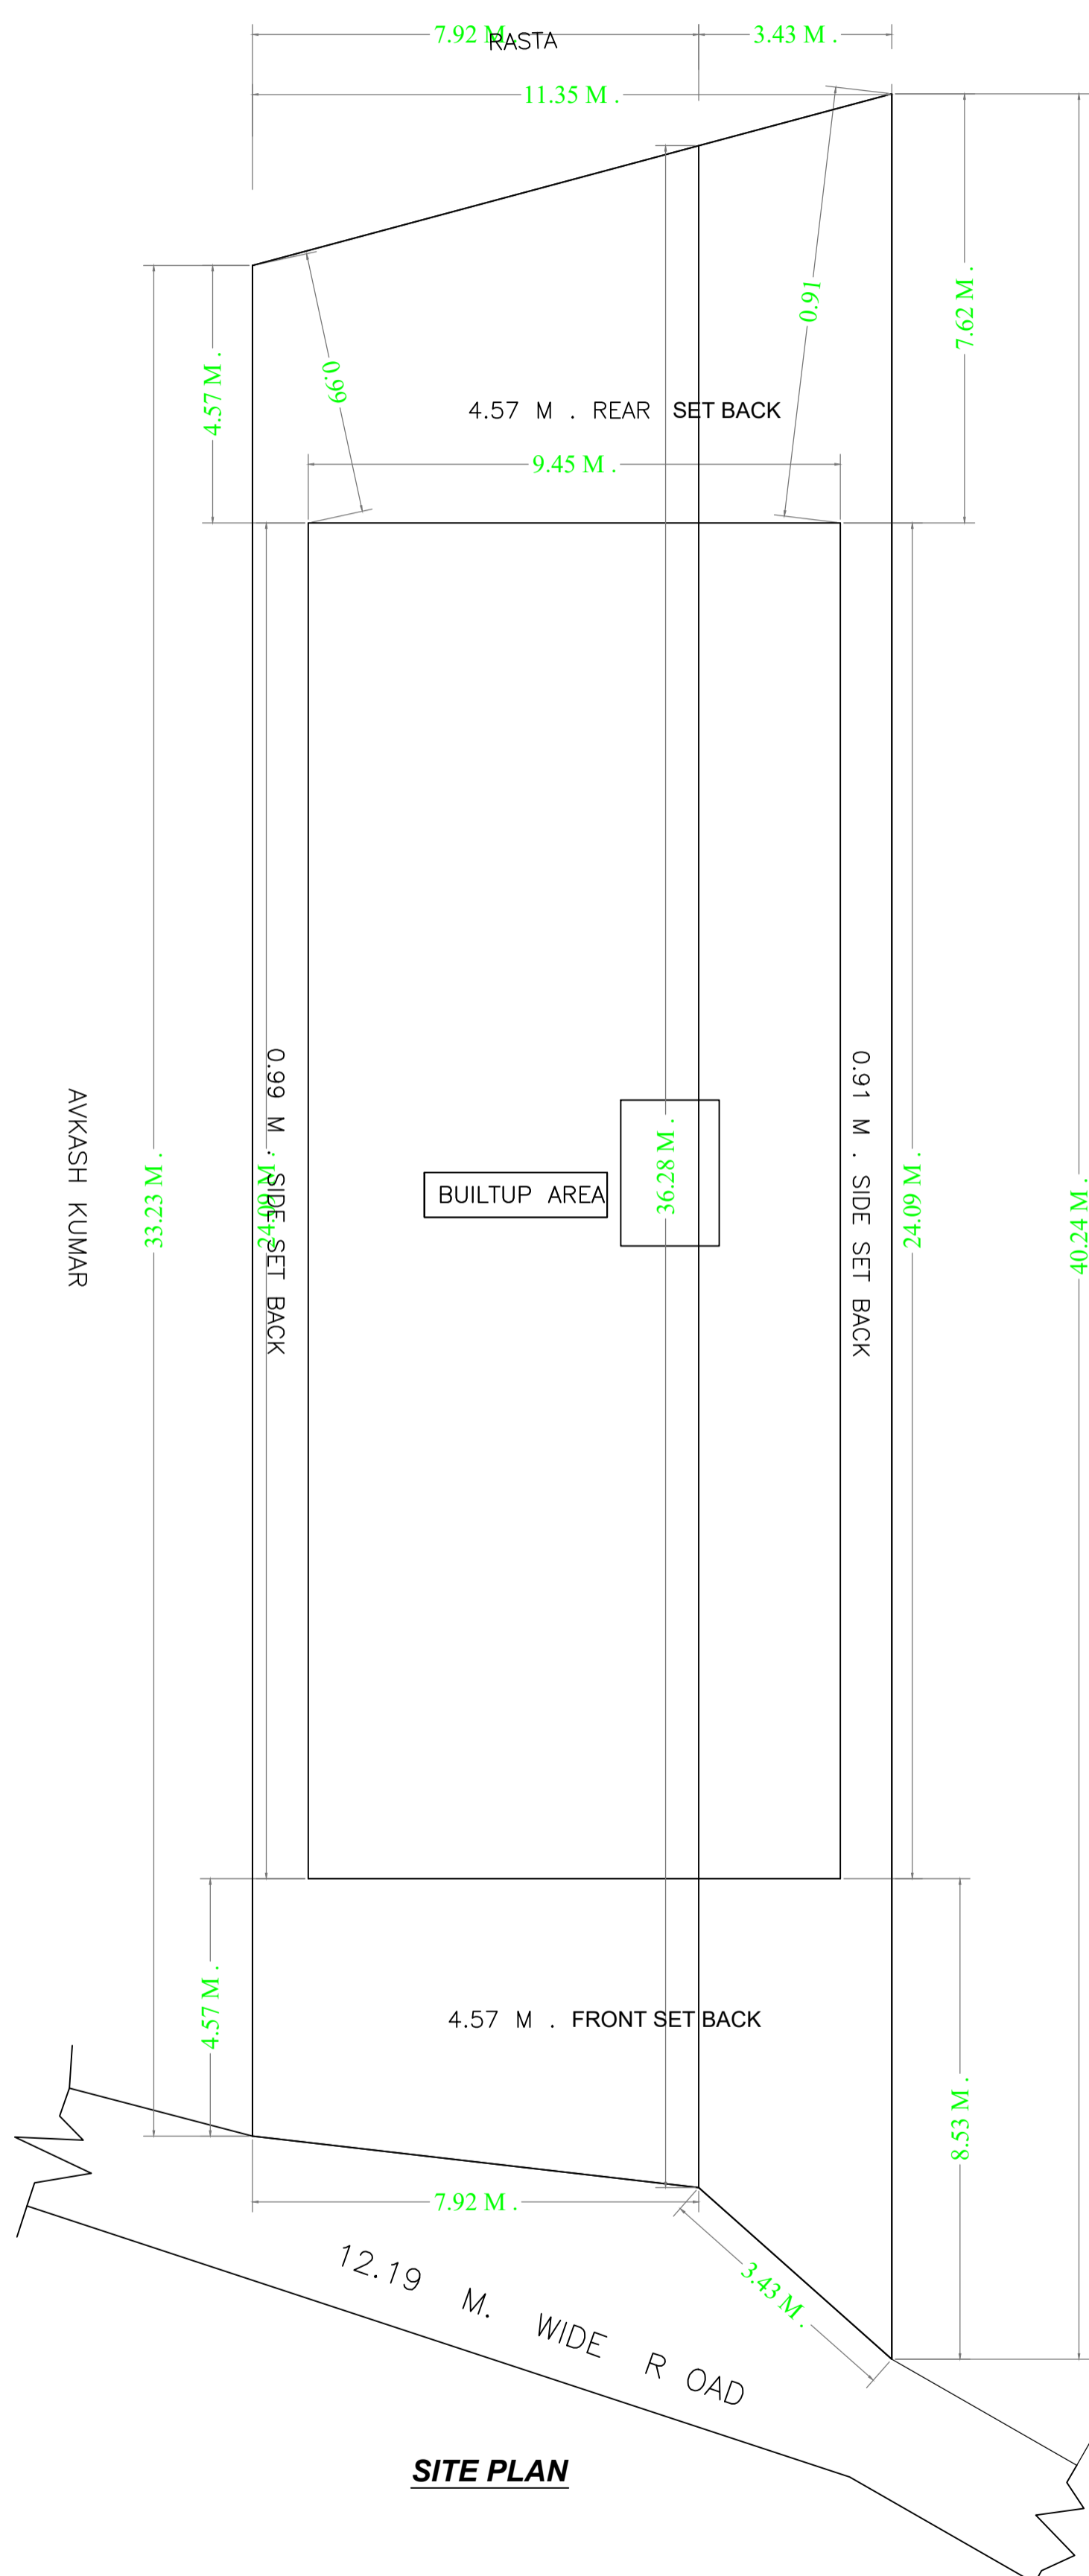 7.92 M .
RASTA
3.43 M .
11.35 M .
7.62 M .
0.91
4.57 M .
0.99
4.57 M . REAR SET BACK
9.45 M .
AVKASH KUMAR
33.23 M .
0.99 M . SIDE SET BACK
BUILTUP AREA
36.28 M .
0.91 M . SIDE SET BACK
24.09 M .
40.24 M .
4.57 M .
4.57 M . FRONT SET BACK
8.53 M .
7.92 M .
3.43 M .
12.19 M. WIDE R OAD
SITE PLAN